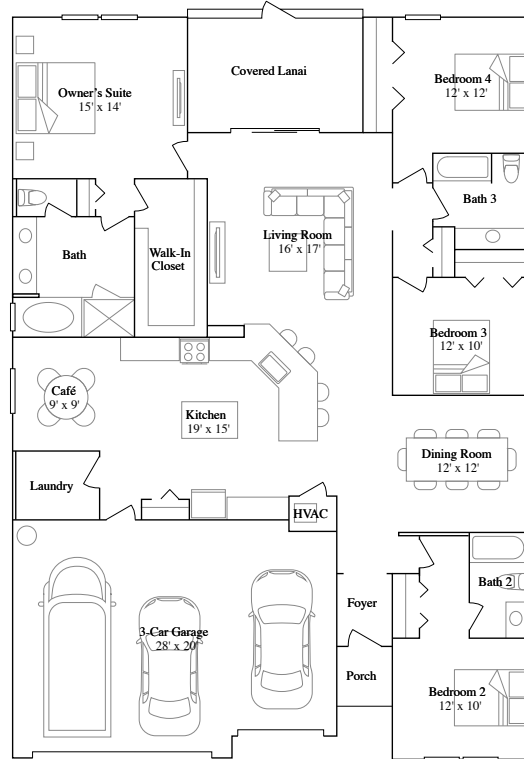 Covered Lanai
Owner's Suite
15' x 14'
Bedroom 4
12' x 12'
Bath 3
Living Room
16' x 17'
Bath
Walk-In
Closet
Bedroom 3
12' x 10'
Café
9' x 9'
Kitchen
19' x 15'
Dining Room
12' x 12'
Laundry
HVAC
Bath 2
Foyer
3-Car Garage
28' x 20'
Porch
Bedroom 2
12' x 10'